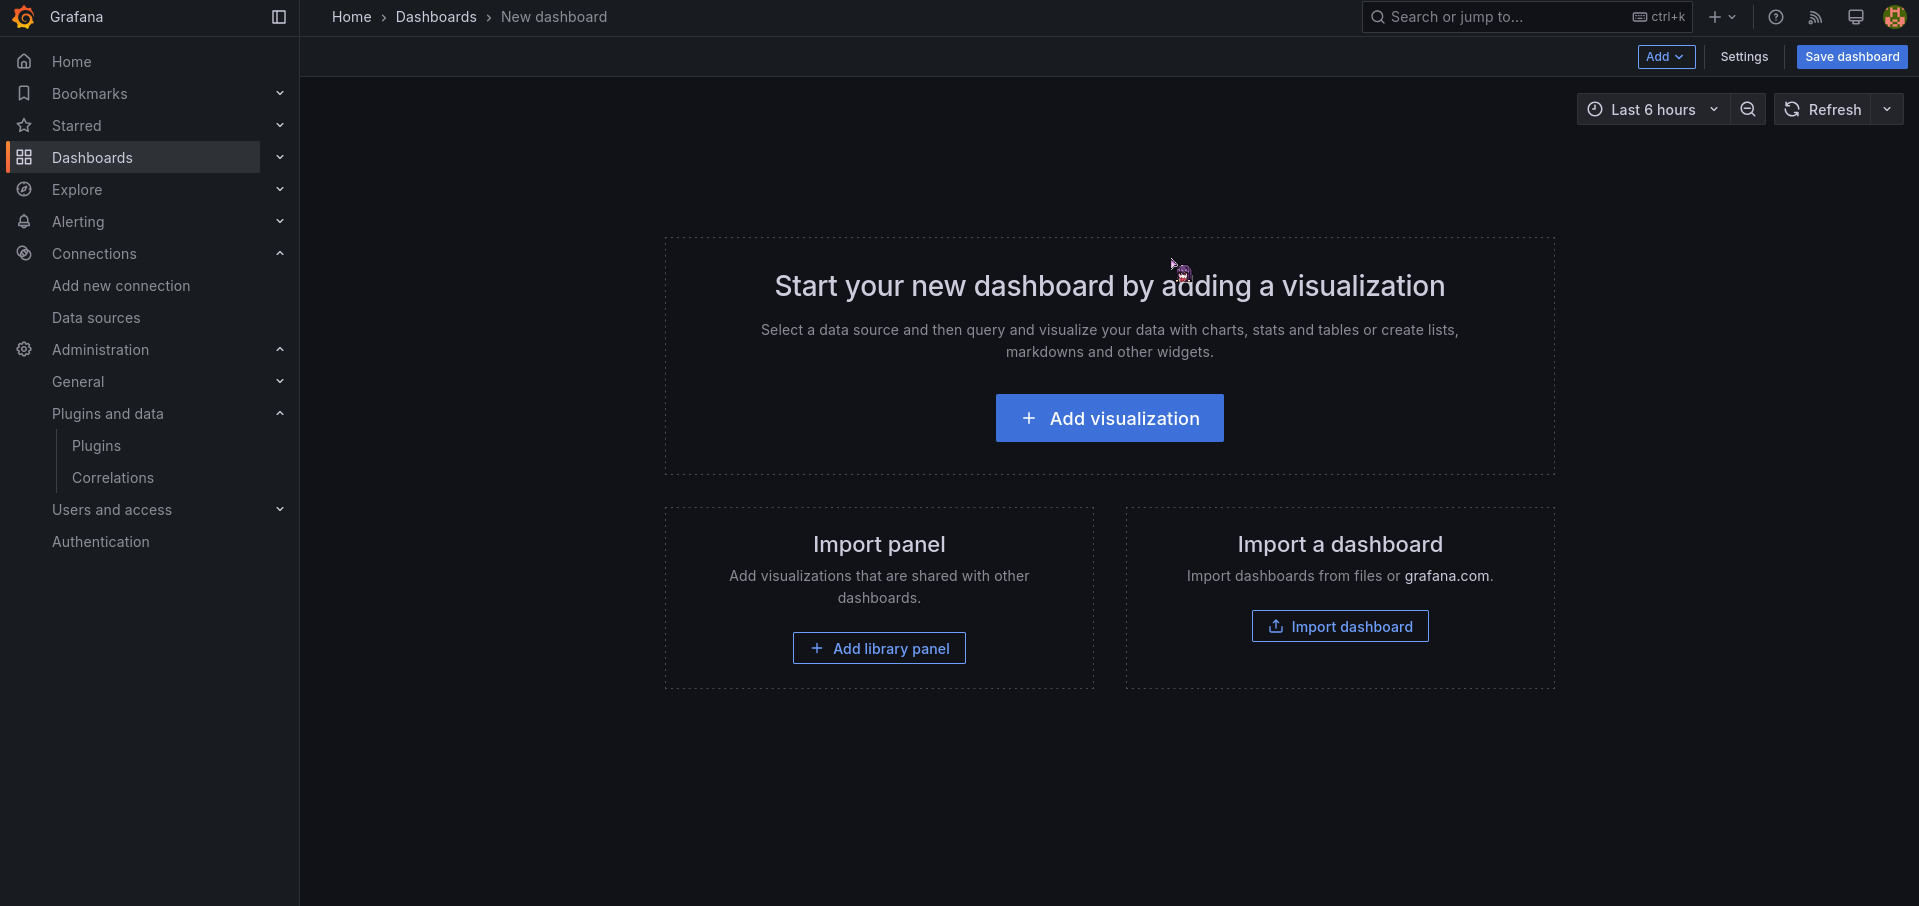 Grafana
Home › Dashboards › New dashboard
Search or jump to... ctrl+k
Add
Settings
Save dashboard
Home
Bookmarks
Starred
Dashboards
Explore
Alerting
Connections
Add new connection
Data sources
Administration
General
Plugins and data
Plugins
Correlations
Users and access
Authentication
Last 6 hours
Refresh
Start your new dashboard by adding a visualization
Select a data source and then query and visualize your data with charts, stats and tables or create lists,
markdowns and other widgets.
Add visualization
Import panel
Add visualizations that are shared with other
dashboards.
Add library panel
Import a dashboard
Import dashboards from files or grafana.com.
Import dashboard